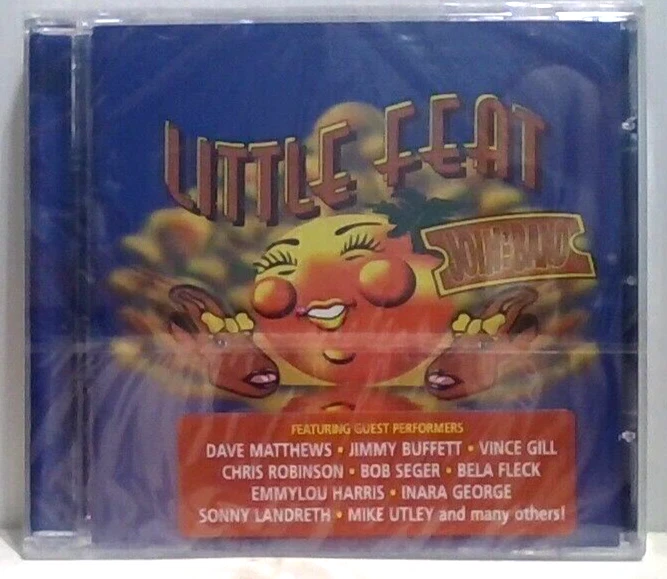 LITTLE FEAT
JOIN THE BAND
FEATURING GUEST PERFORMERS
DAVE MATTHEWS • JIMMY BUFFETT • VINCE GILL
CHRIS ROBINSON • BOB SEGER • BELA FLECK
EMMYLOU HARRIS • INARA GEORGE
SONNY LANDRETH • MIKE UTLEY and many others!